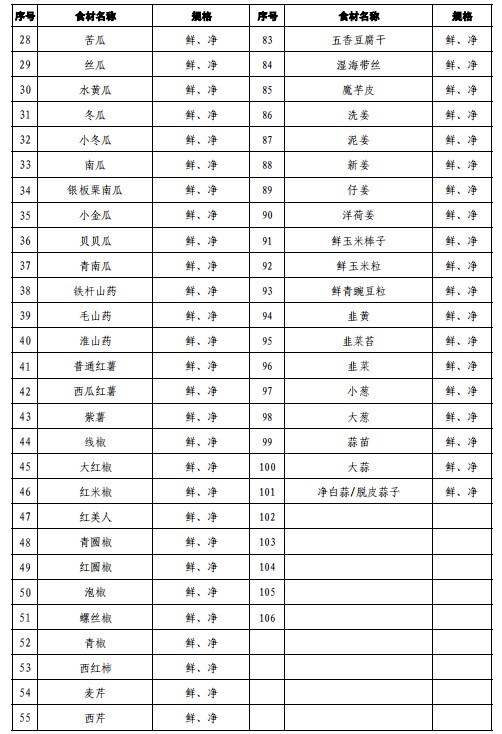 序号 食材名称 规格 序号 食材名称 规格
28 苦瓜 鲜、净 83 五香豆腐干 鲜、净
29 丝瓜 鲜、净 84 湿海带丝 鲜、净
30 水黄瓜 鲜、净 85 魔芋皮 鲜、净
31 冬瓜 鲜、净 86 洗姜 鲜、净
32 小冬瓜 鲜、净 87 泥姜 鲜、净
33 南瓜 鲜、净 88 新姜 鲜、净
34 银板栗南瓜 鲜、净 89 仔姜 鲜、净
35 小金瓜 鲜、净 90 洋荷姜 鲜、净
36 贝贝瓜 鲜、净 91 鲜玉米棒子 鲜、净
37 青南瓜 鲜、净 92 鲜玉米粒 鲜、净
38 铁杆山药 鲜、净 93 鲜青豌豆粒 鲜、净
39 毛山药 鲜、净 94 韭黄 鲜、净
40 淮山药 鲜、净 95 韭菜苔 鲜、净
41 普通红薯 鲜、净 96 韭菜 鲜、净
42 西瓜红薯 鲜、净 97 小葱 鲜、净
43 紫薯 鲜、净 98 大葱 鲜、净
44 线椒 鲜、净 99 蒜苗 鲜、净
45 大红椒 鲜、净 100 大蒜 鲜、净
46 红米椒 鲜、净 101 净白蒜/脱皮蒜子 鲜、净
47 红美人 鲜、净 102
48 青圆椒 鲜、净 103
49 红圆椒 鲜、净 104
50 泡椒 鲜、净 105
51 螺丝椒 鲜、净 106
52 青椒 鲜、净
53 西红柿 鲜、净
54 麦芹 鲜、净
55 西芹 鲜、净